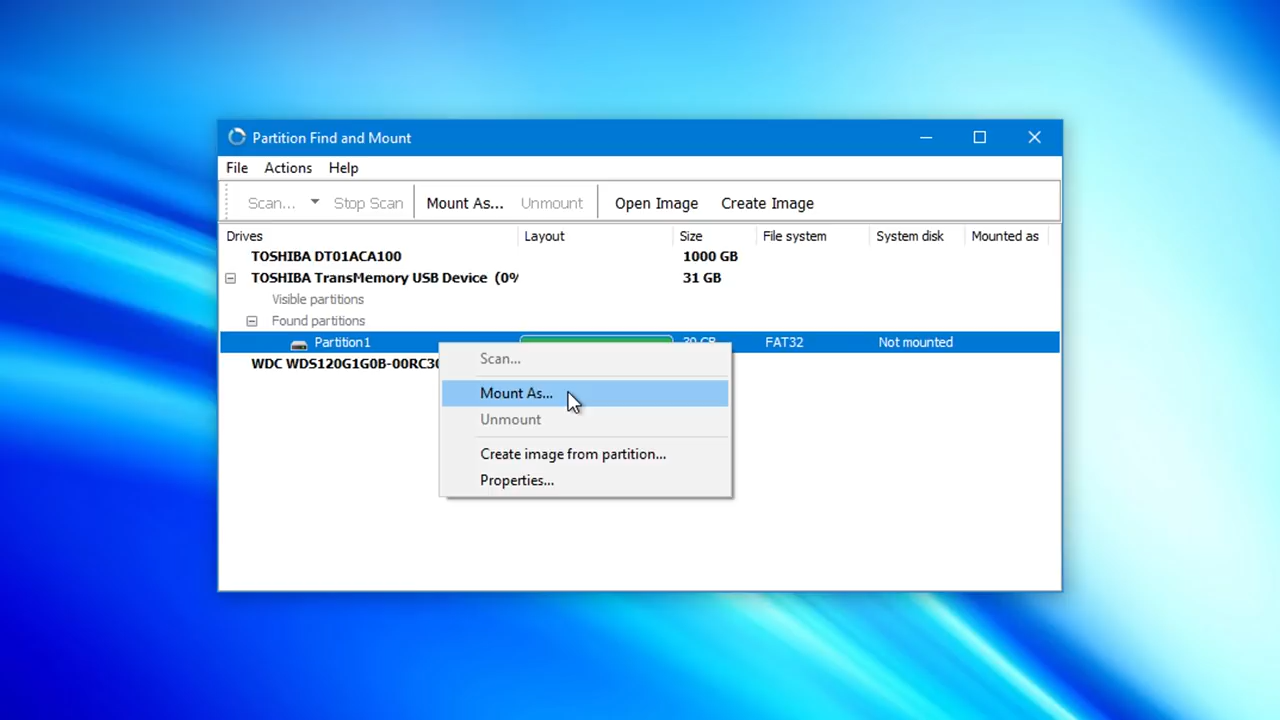 Partition Find and Mount
File Actions Help
Scan... Stop Scan Mount As... Unmount Open Image Create Image
Drives Layout Size File system System disk Mounted as
TOSHIBA DT01ACA100 1000 GB
TOSHIBA TransMemory USB Device (0% 31 GB
Visible partitions
Found partitions
Partition1 30 GB FAT32 Not mounted
WDC WDS120G1G0B-00RC30
Scan...
Mount As...
Unmount
Create image from partition...
Properties...